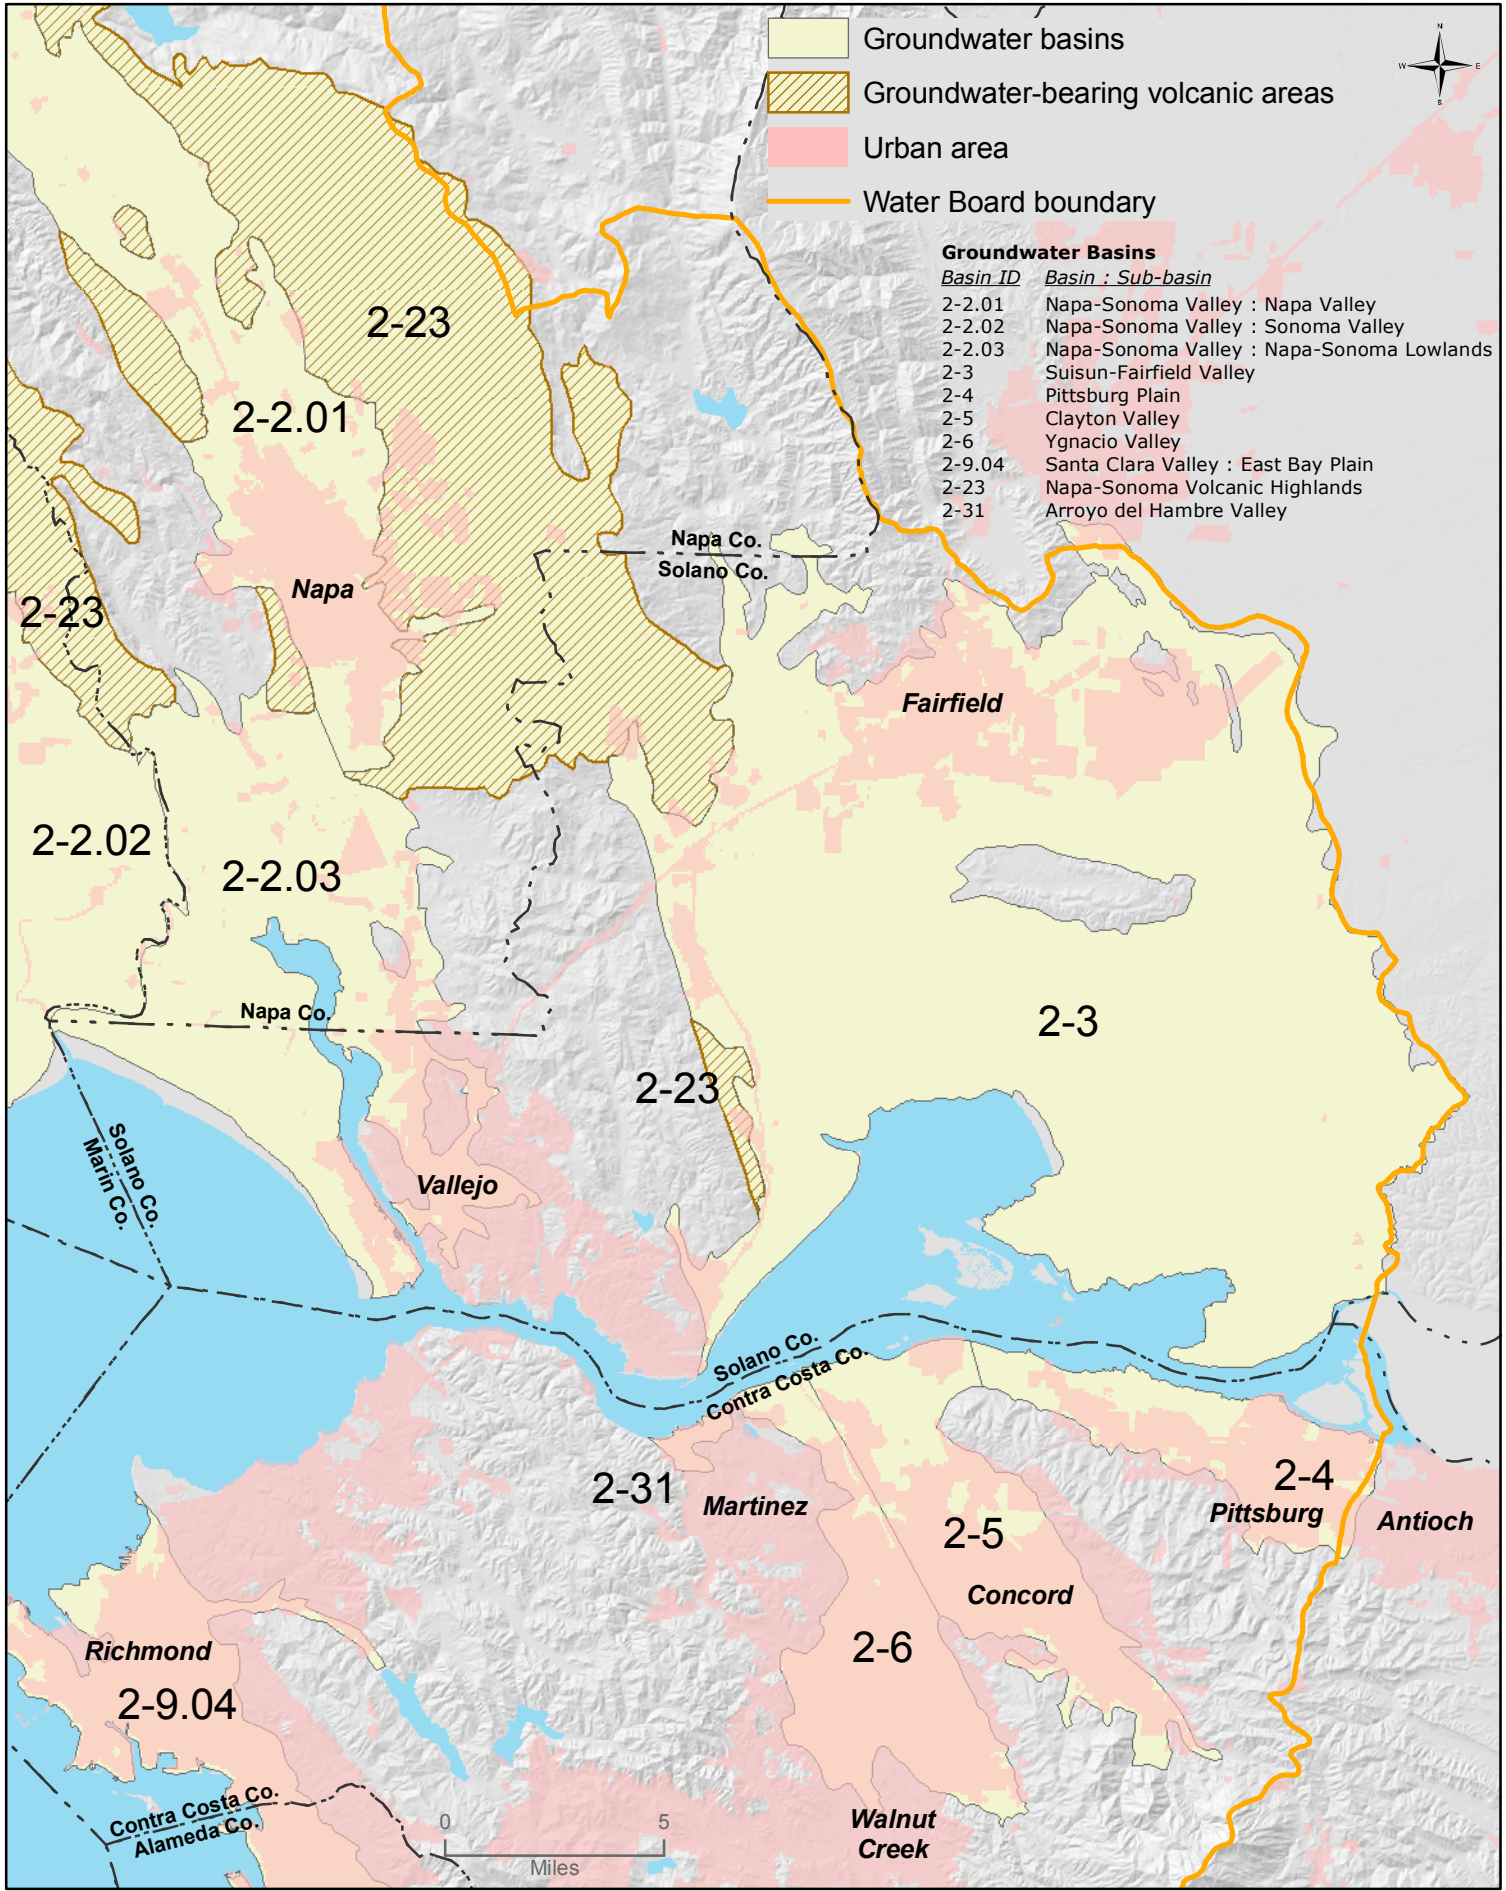 Groundwater basins
Groundwater-bearing volcanic areas
Urban area
Water Board boundary
N
W E
S
Groundwater Basins
Basin ID Basin : Sub-basin
2-2.01 Napa-Sonoma Valley : Napa Valley
2-2.02 Napa-Sonoma Valley : Sonoma Valley
2-2.03 Napa-Sonoma Valley : Napa-Sonoma Lowlands
2-3 Suisun-Fairfield Valley
2-4 Pittsburg Plain
2-5 Clayton Valley
2-6 Ygnacio Valley
2-9.04 Santa Clara Valley : East Bay Plain
2-23 Napa-Sonoma Volcanic Highlands
2-31 Arroyo del Hambre Valley
2-23
2-2.01
Napa Co.
Solano Co.
Napa
2-23
Fairfield
2-2.02
2-2.03
Napa Co.
2-3
2-23
Solano Co.
Marin Co.
Vallejo
Solano Co.
Contra Costa Co.
2-31
Martinez
2-4
Pittsburg
Antioch
2-5
Concord
2-6
Richmond
2-9.04
Contra Costa Co.
Alameda Co.
Walnut
Creek
0 5
Miles